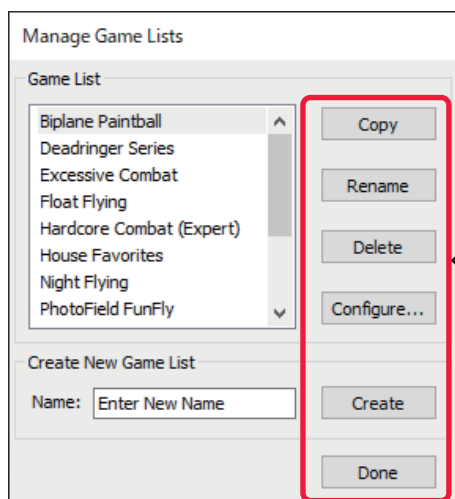 Manage Game Lists
Game List
Biplane Paintball
Deadringer Series
Excessive Combat
Float Flying
Hardcore Combat (Expert)
House Favorites
Night Flying
PhotoField FunFly
Copy
Rename
Delete
Configure...
Create New Game List
Name: Enter New Name
Create
Done